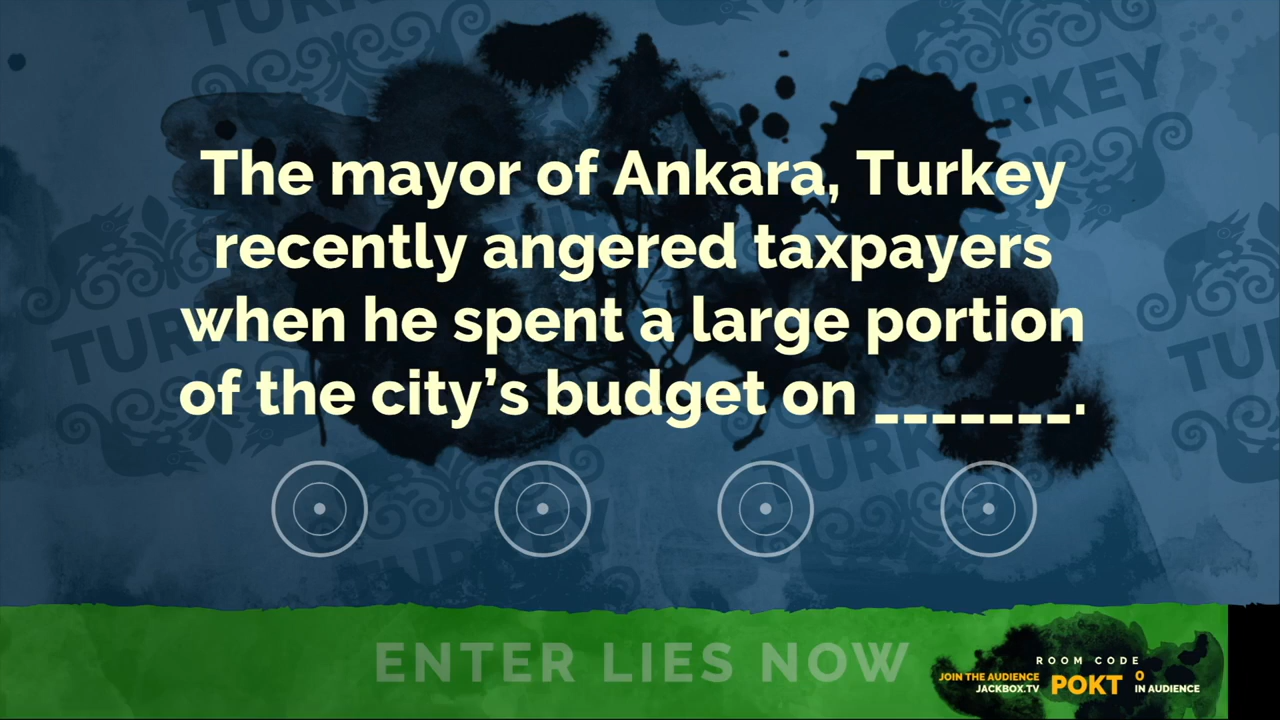 TURKEY
The mayor of Ankara, Turkey
recently angered taxpayers
when he spent a large portion
of the city’s budget on _______.
ENTER LIES NOW
ROOM CODE
JOIN THE AUDIENCE
JACKBOX.TV
POKT
0
IN AUDIENCE